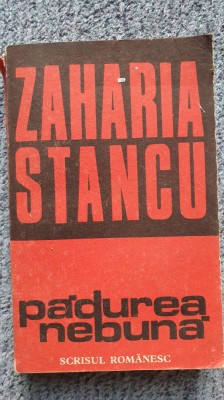 ZAHARIA
STANCU
pădurea
nebună
SCRISUL ROMÂNESC